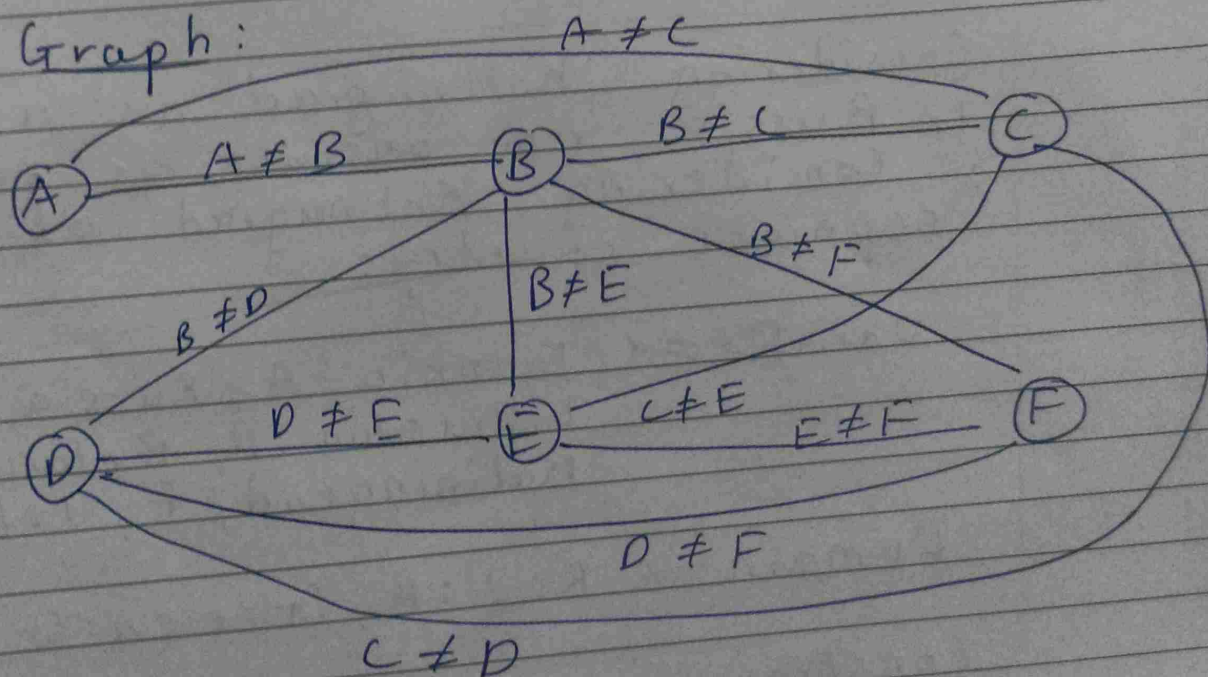 Graph:
A ≠ C
A ≠ B
B ≠ C
A
B
C
B ≠ D
B ≠ E
B ≠ F
D ≠ E
C ≠ E
E ≠ F
D
E
F
D ≠ F
C ≠ D